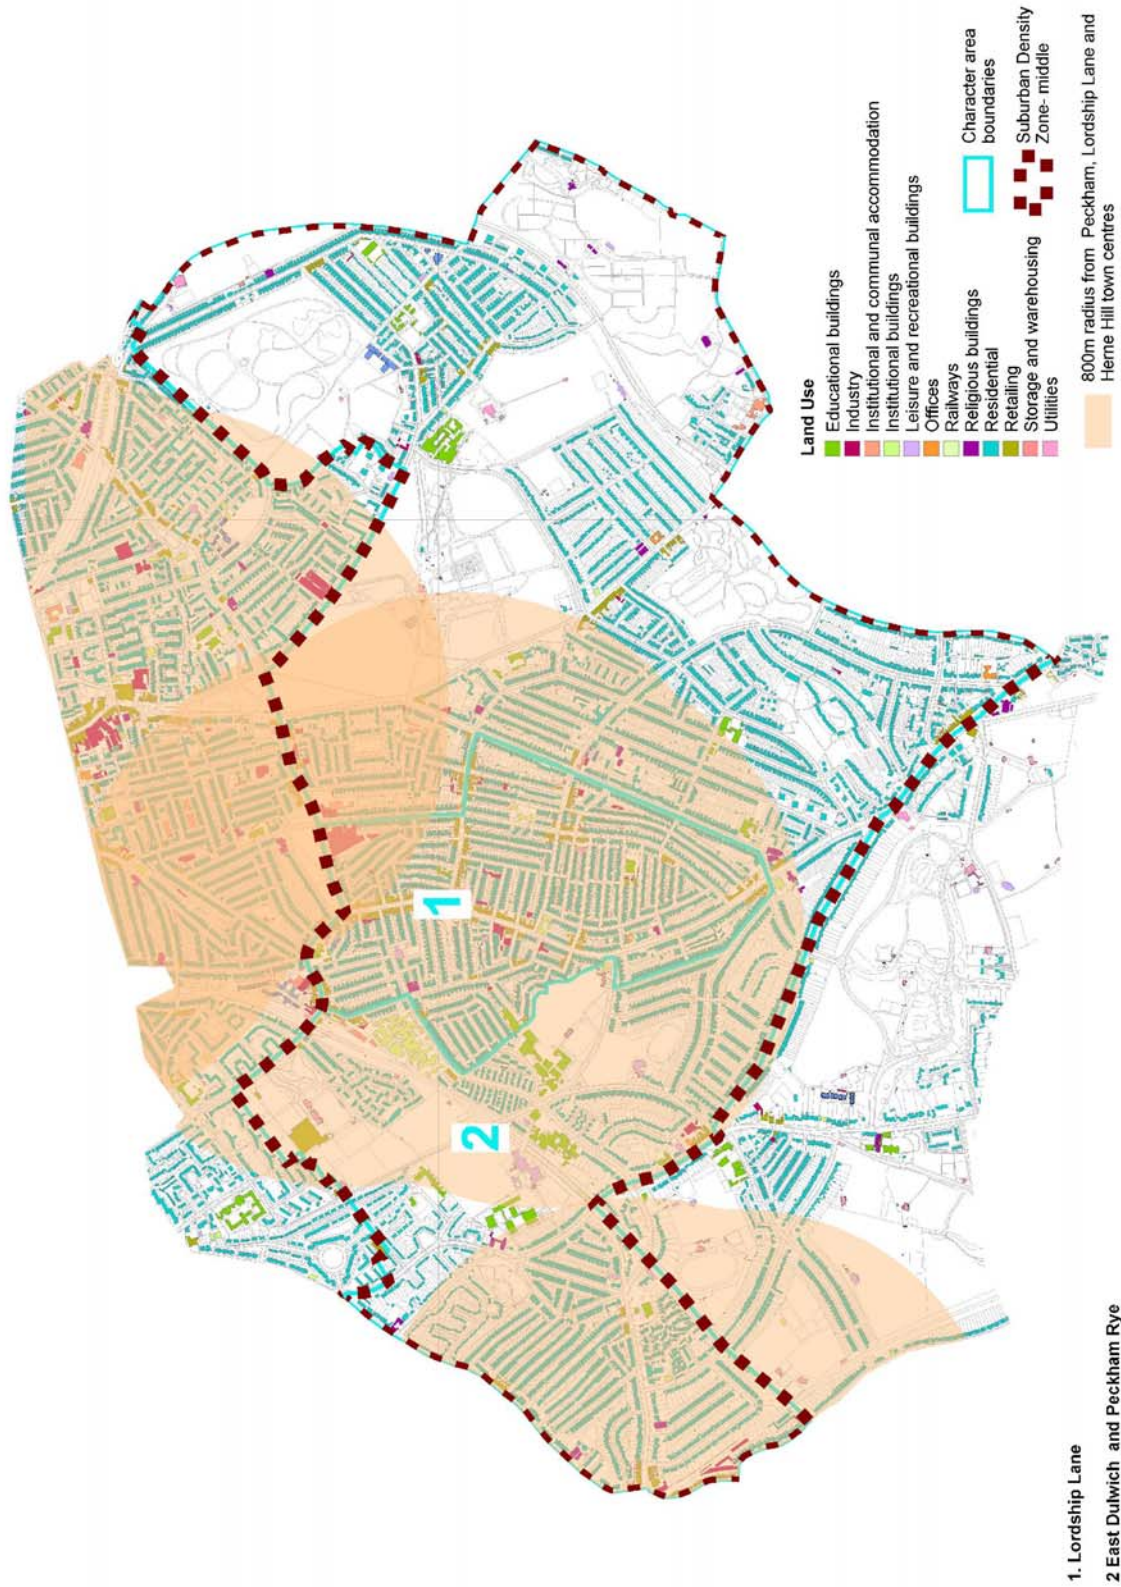 1
2
Land Use
Educational buildings
Industry
Institutional and communal accommodation
Institutional buildings
Leisure and recreational buildings
Offices
Railways
Religious buildings
Residential
Retailing
Storage and warehousing
Utilities
Character area
boundaries
Suburban Density
Zone- middle
800m radius from Peckham, Lordship Lane and
Herne Hill town centres
1. Lordship Lane
2 East Dulwich and Peckham Rye